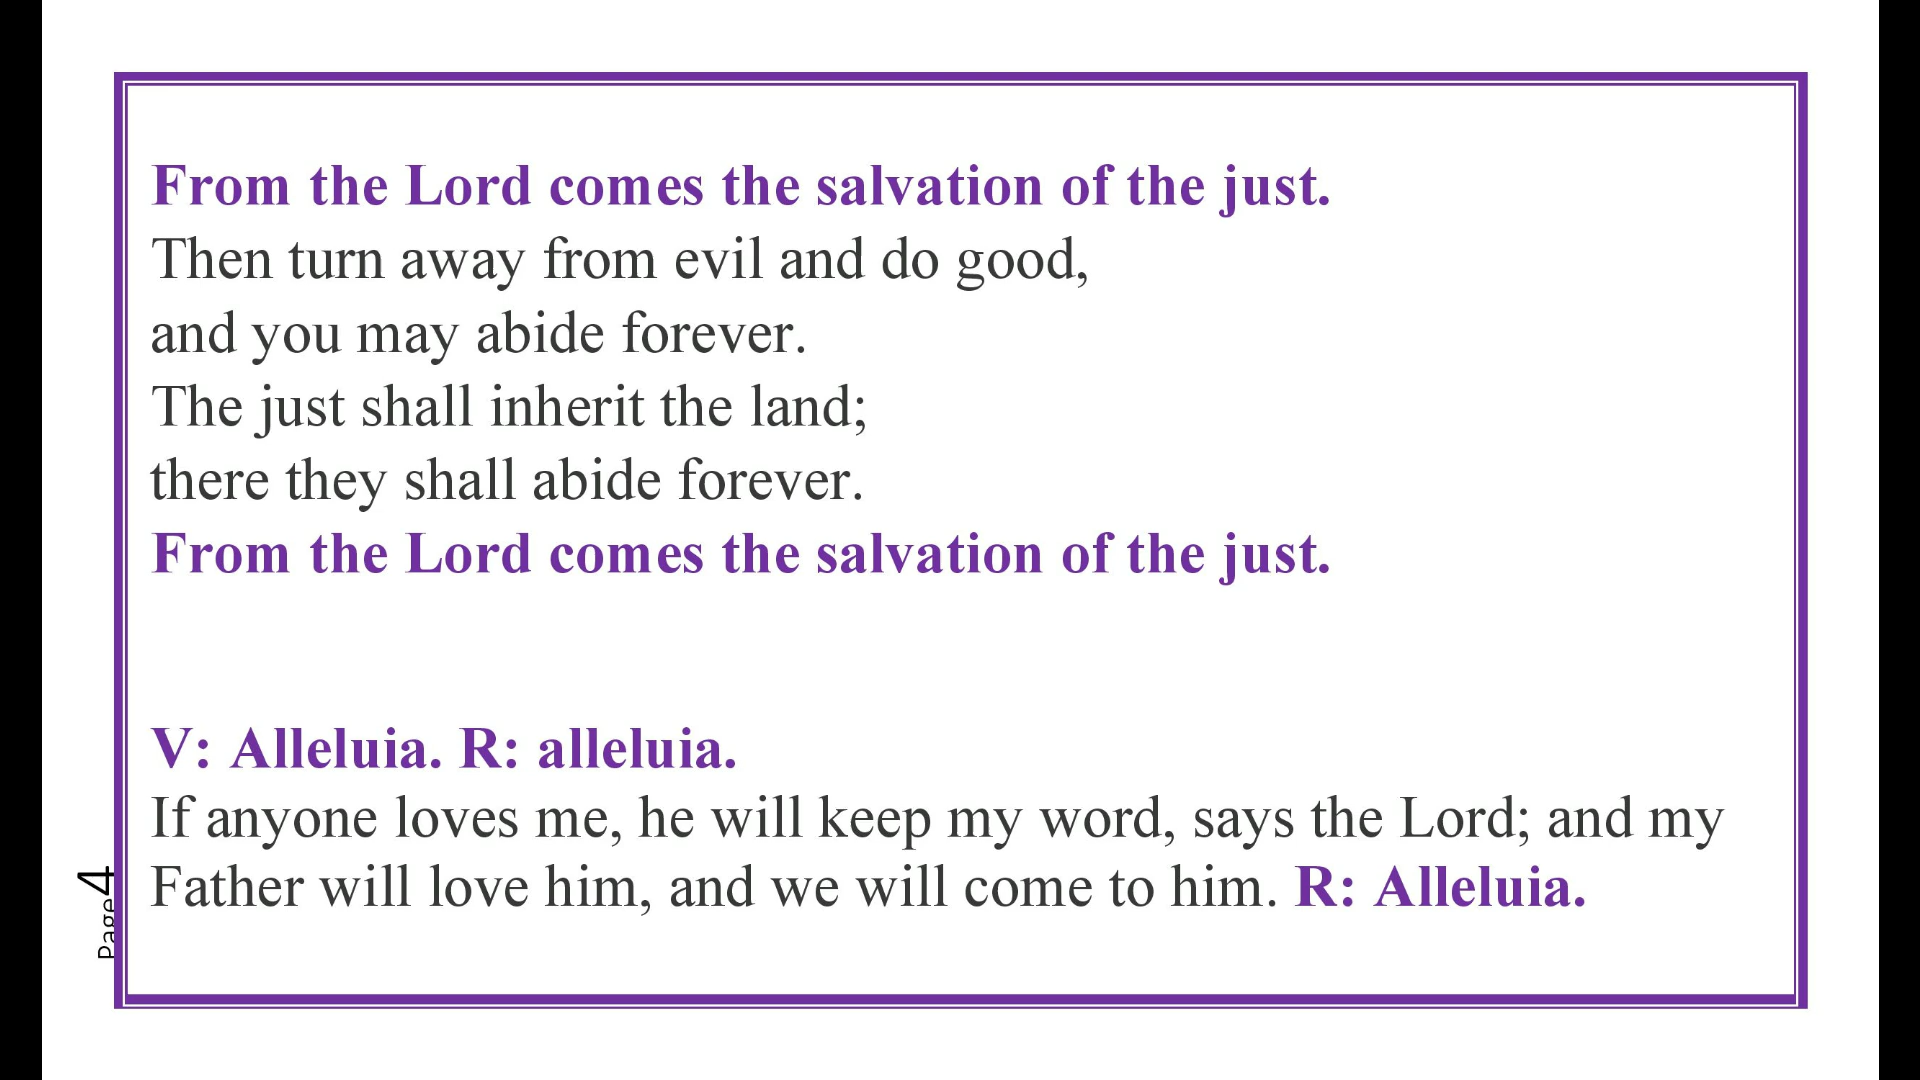 From the Lord comes the salvation of the just.
Then turn away from evil and do good,
and you may abide forever.
The just shall inherit the land;
there they shall abide forever.
From the Lord comes the salvation of the just.
V: Alleluia. R: alleluia.
If anyone loves me, he will keep my word, says the Lord; and my
Father will love him, and we will come to him. R: Alleluia.
Page4